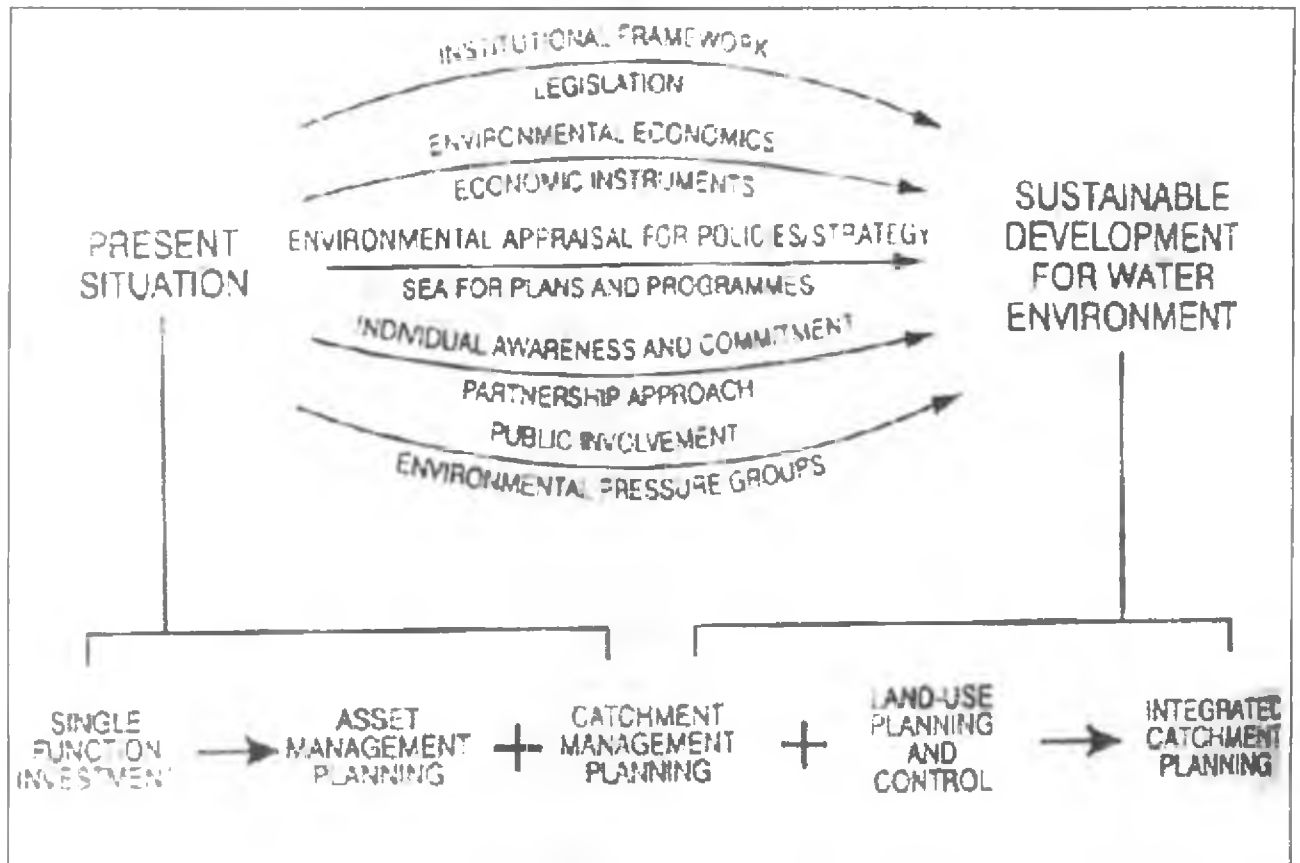 INSTITUTIONAL FRAMEWORK
LEGISLATION
ENVIRONMENTAL ECONOMICS
ECONOMIC INSTRUMENTS
PRESENT
SITUATION
ENVIRONMENTAL APPRAISAL FOR POLICIES/STRATEGY
SEA FOR PLANS AND PROGRAMMES
INDIVIDUAL AWARENESS AND COMMITMENT
PARTNERSHIP APPROACH
PUBLIC INVOLVEMENT
ENVIRONMENTAL PRESSURE GROUPS
SUSTAINABLE
DEVELOPMENT
FOR WATER
ENVIRONMENT
SINGLE
FUNCTION
INVESTMENT
ASSET
MANAGEMENT
PLANNING
+
CATCHMENT
MANAGEMENT
PLANNING
+
LAND-USE
PLANNING
AND
CONTROL
INTEGRATED
CATCHMENT
PLANNING